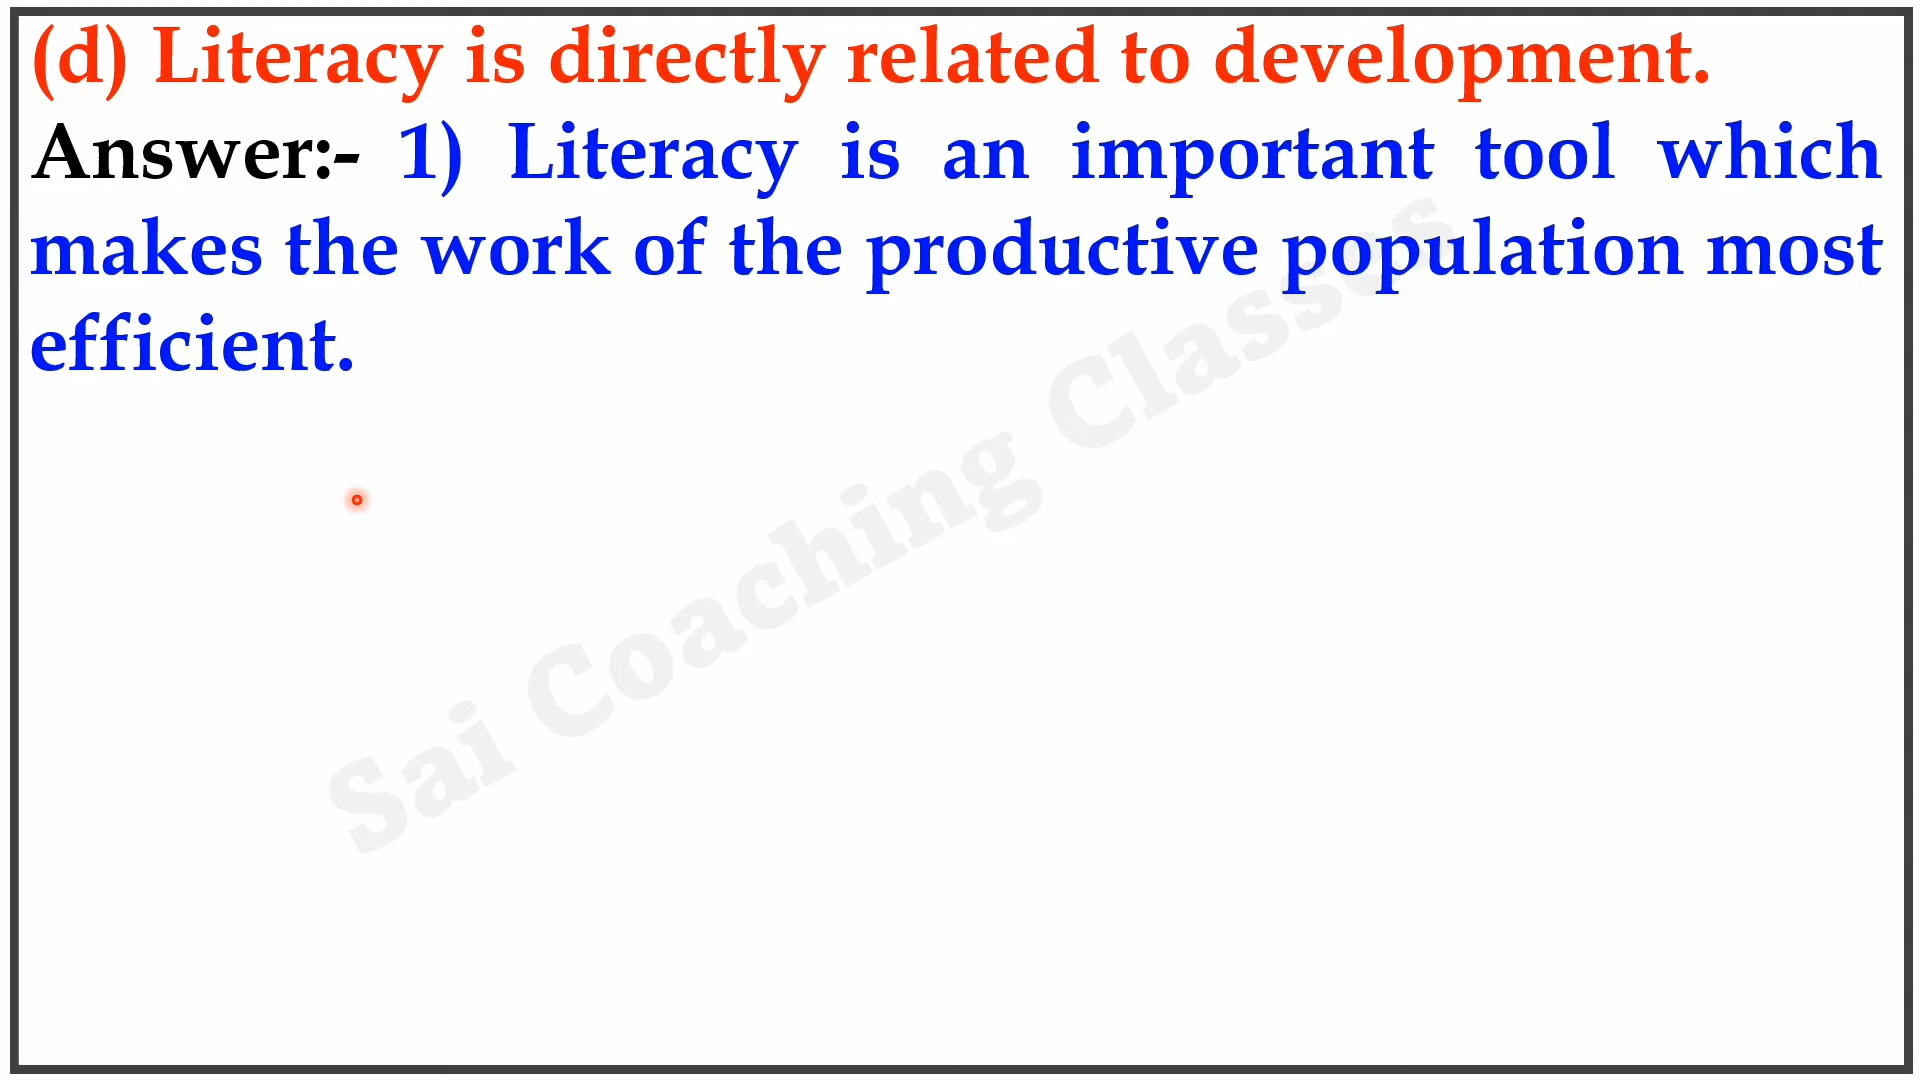 (d) Literacy is directly related to development.
Answer:- 1) Literacy is an important tool which
makes the work of the productive population most
efficient.
Sai Coaching Classes